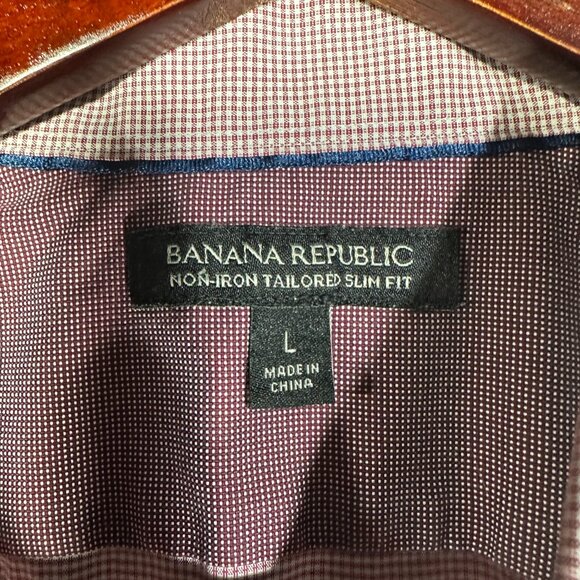 BANANA REPUBLIC
NON-IRON TAILORED SLIM FIT
L
MADE IN
CHINA